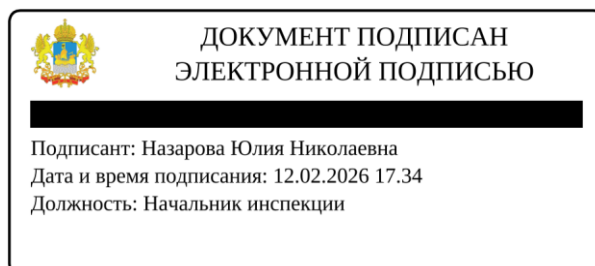 ДОКУМЕНТ ПОДПИСАН
ЭЛЕКТРОННОЙ ПОДПИСЬЮ
Подписант: Назарова Юлия Николаевна
Дата и время подписания: 12.02.2026 17.34
Должность: Начальник инспекции